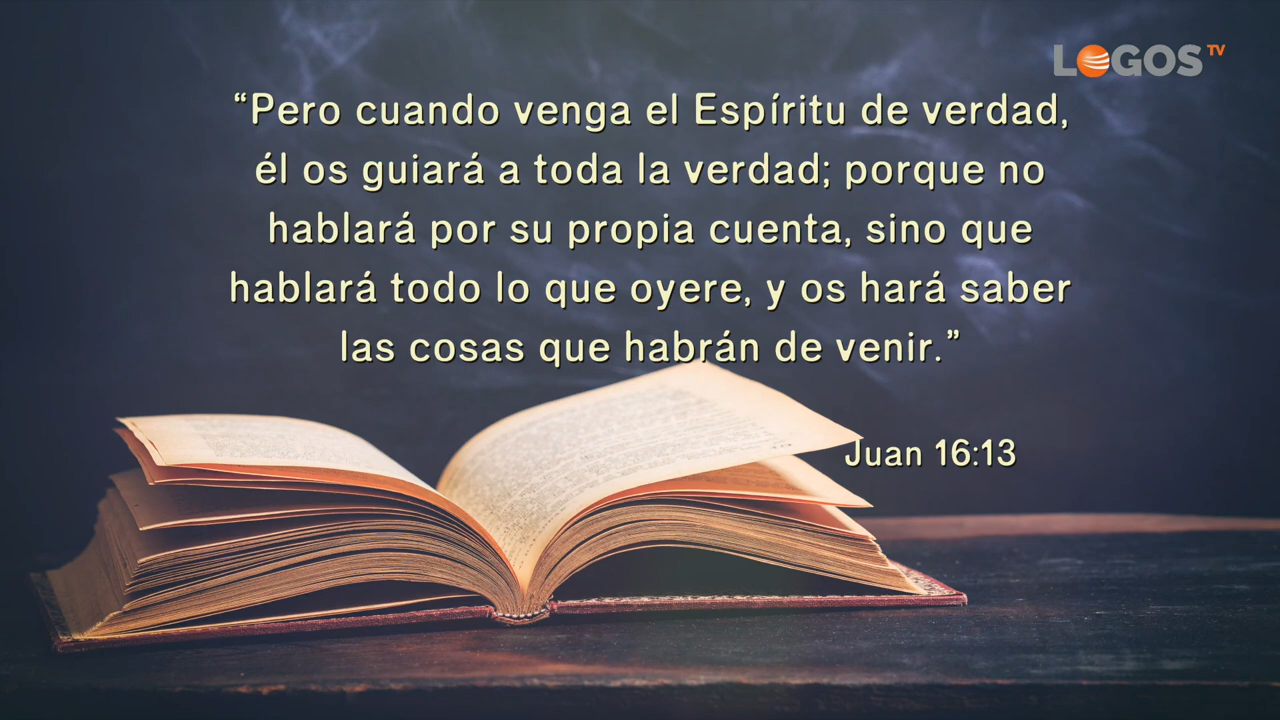 LOGOS TV
“Pero cuando venga el Espíritu de verdad,
él os guiará a toda la verdad; porque no
hablará por su propia cuenta, sino que
hablará todo lo que oyere, y os hará saber
las cosas que habrán de venir.”
Juan 16:13